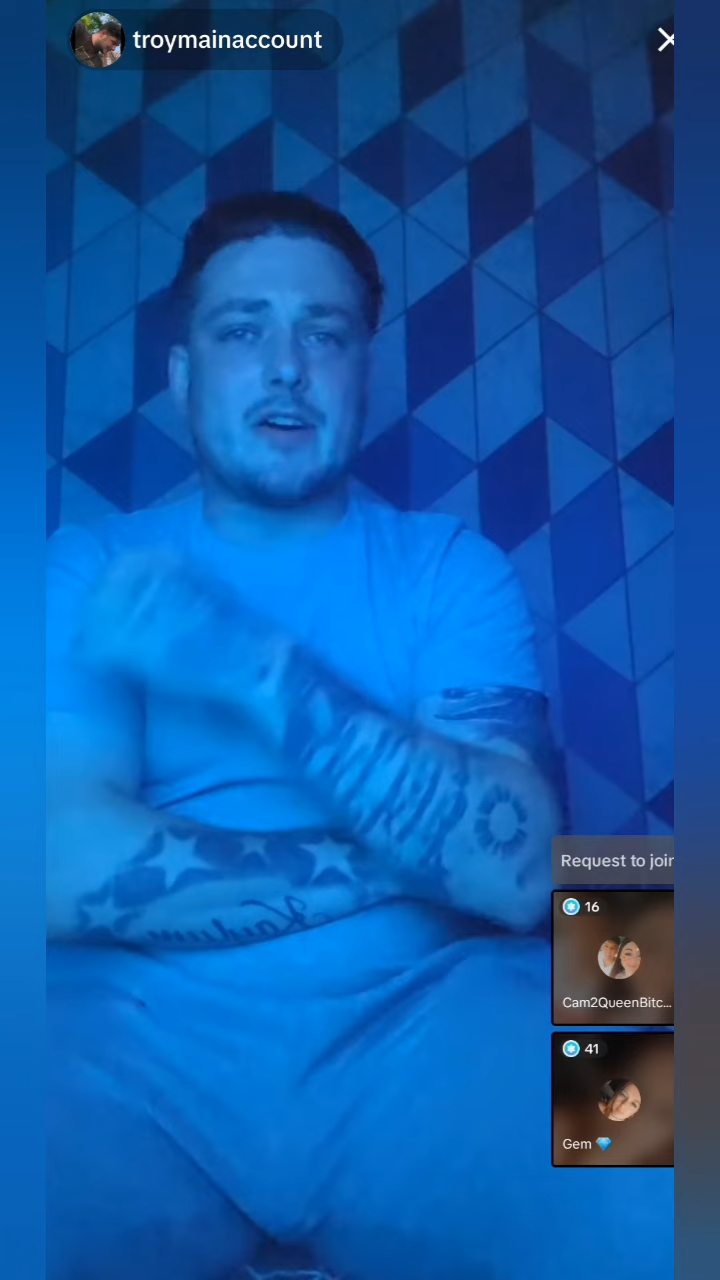 troymainaccount
Request to join
16
Cam2QueenBitc...
41
Gem 💎